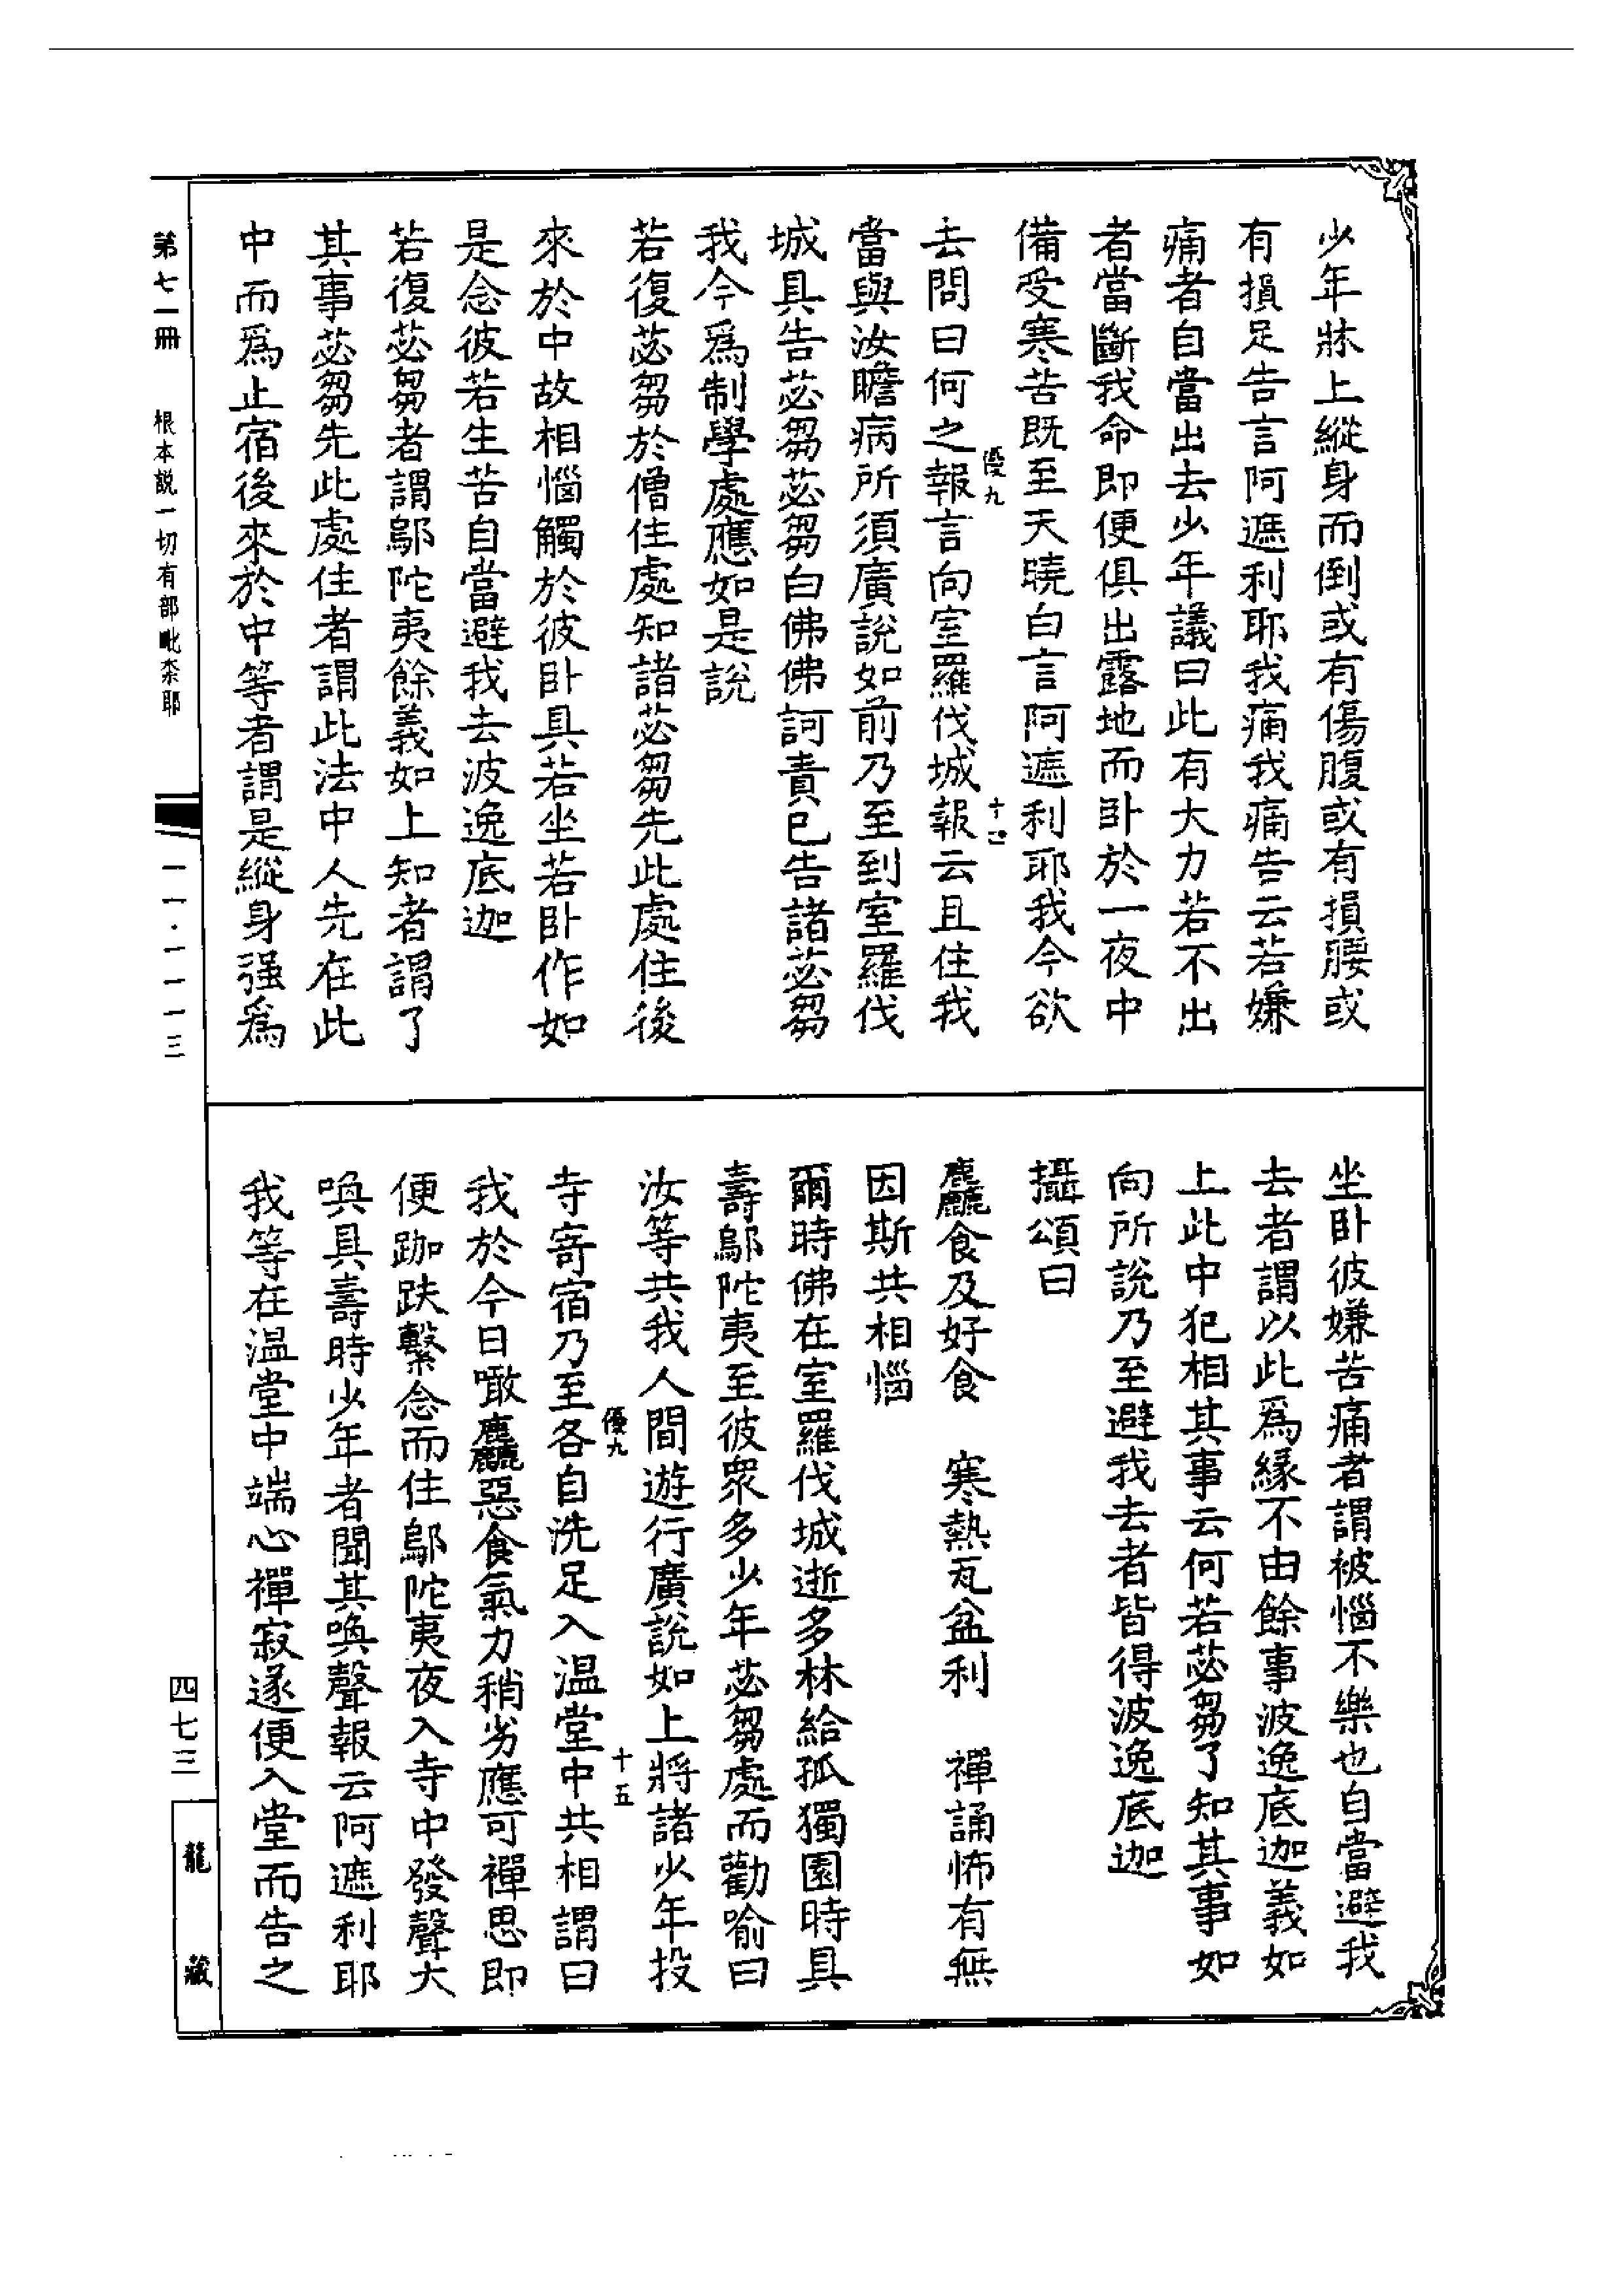 少年牀上縱身而倒或有傷腹或有損腰或
有損足告言阿遮利耶我痛我痛告云若嫌
痛者自當出去少年議曰此有大力若不出
者當斷我命即便俱出露地而卧於一夜中
備受寒苦既至天曉白言阿遮利耶我今欲
優九
去問曰何之報言向室羅伐城報云且住我
當與汝瞻病所須廣說如前乃至到室羅伐
城具告苾芻苾芻白佛佛訶責已告諸苾芻
我今爲制學處應如是說
若復苾芻於僧住處知諸苾芻先此處住後
來於中故相惱觸於彼卧具若坐若卧作如
是念彼若生苦自當避我去波逸底迦
若復苾芻者謂鄔陀夷餘義如上知者謂了
其事苾芻先此處住者謂此法中人先在此
中而爲止宿後來於中等者謂是縱身强爲
坐卧彼嫌苦痛者謂被惱不樂也自當避我
去者謂以此爲緣不由餘事波逸底迦義如
上此中犯相其事云何若苾芻了知其事如
向所說乃至避我去者皆得波逸底迦
攝頌曰
麤食及好食　寒熱瓦盆利　禪誦怖有無
因斯共相惱
爾時佛在室羅伐城逝多林給孤獨園時具
壽鄔陀夷至彼衆多少年苾芻處而勸喻曰
汝等共我人間遊行廣說如上將諸少年投
優九　十五
寺寄宿乃至各自洗足入温堂中共相謂曰
我於今日噉麤惡食氣力稍劣應可禪思即
便跏趺繫念而住鄔陀夷夜入寺中發聲大
喚具壽時少年者聞其喚聲報云阿遮利耶
我等在温堂中端心禪寂遂便入堂而告之
第七一冊　根本說一切有部毗柰耶
一一·一一一三
四七三
龍藏